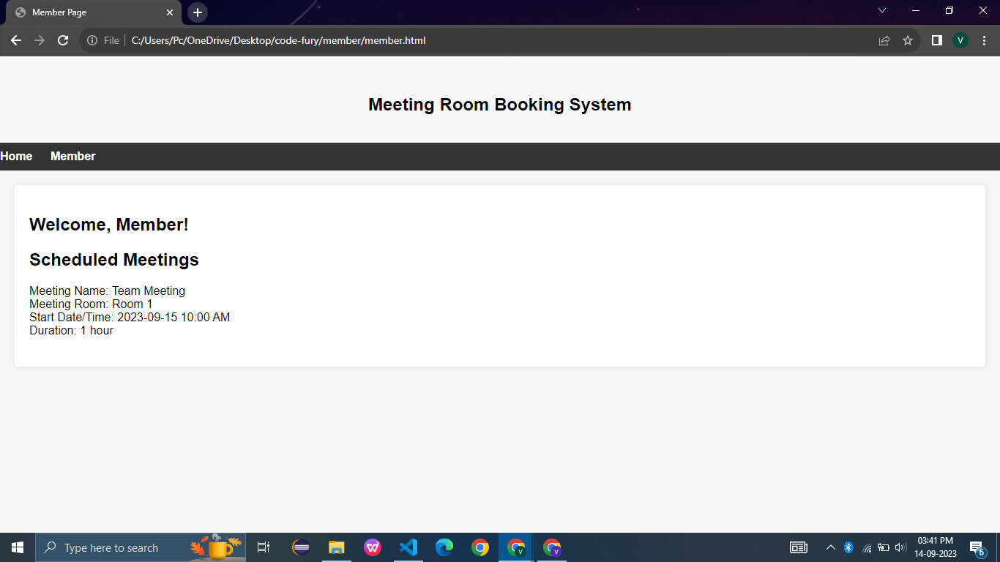 Member Page
File
C:/Users/Pc/OneDrive/Desktop/code-fury/member/member.html
V
Meeting Room Booking System
Home Member
Welcome, Member!
Scheduled Meetings
Meeting Name: Team Meeting
Meeting Room: Room 1
Start Date/Time: 2023-09-15 10:00 AM
Duration: 1 hour
Type here to search
W
V
V
03:41 PM
14-09-2023
6